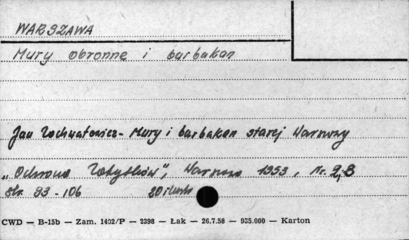 WARSZAWA
Mury obronne i barbakan
Jan Zachwatowicz - Mury i barbakan starej Warszawy
„Ochrona Zabytków", Warszawa 1953, Nr. 2,3
Str. 93 - 106
CWD — B-15b — Zam. 1402/P — 2398 — Łak — 26.7.58 — 935.000 — Karton